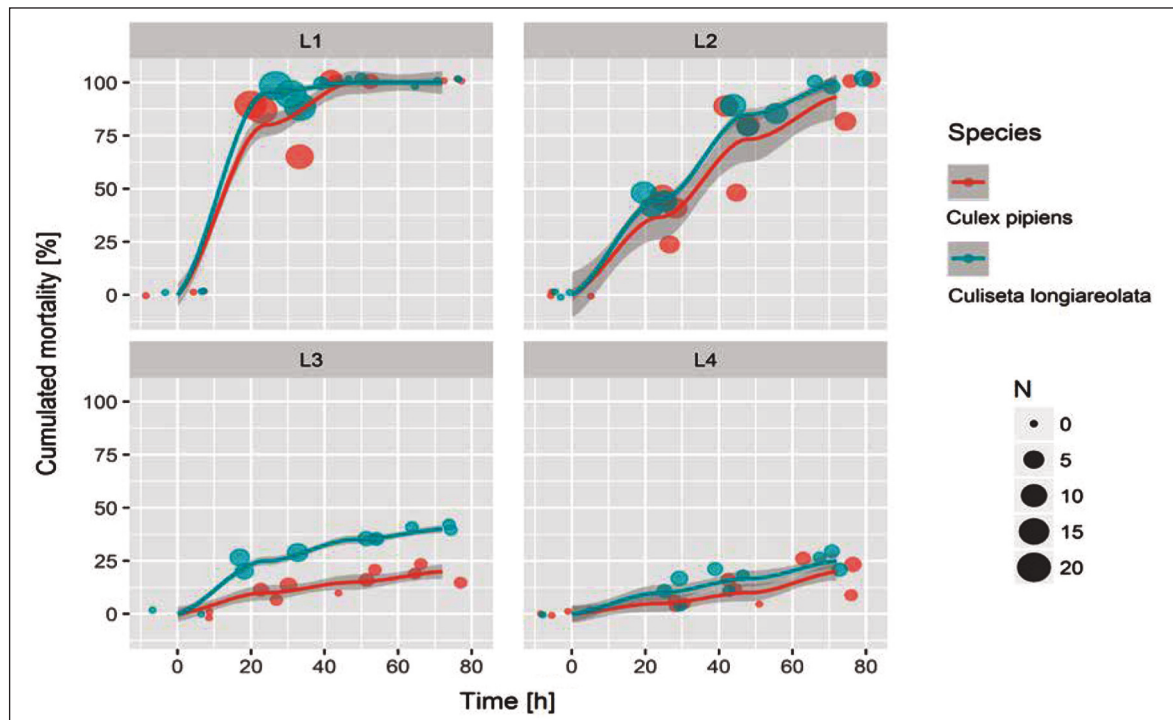 L1
L2
100
75
50
25
0
L3
L4
100
75
50
25
0
0
20
40
60
80
0
20
40
60
80
Cumulated mortality [%]
Time [h]
Species
Culex pipiens
Culiseta longiareolata
N
0
5
10
15
20